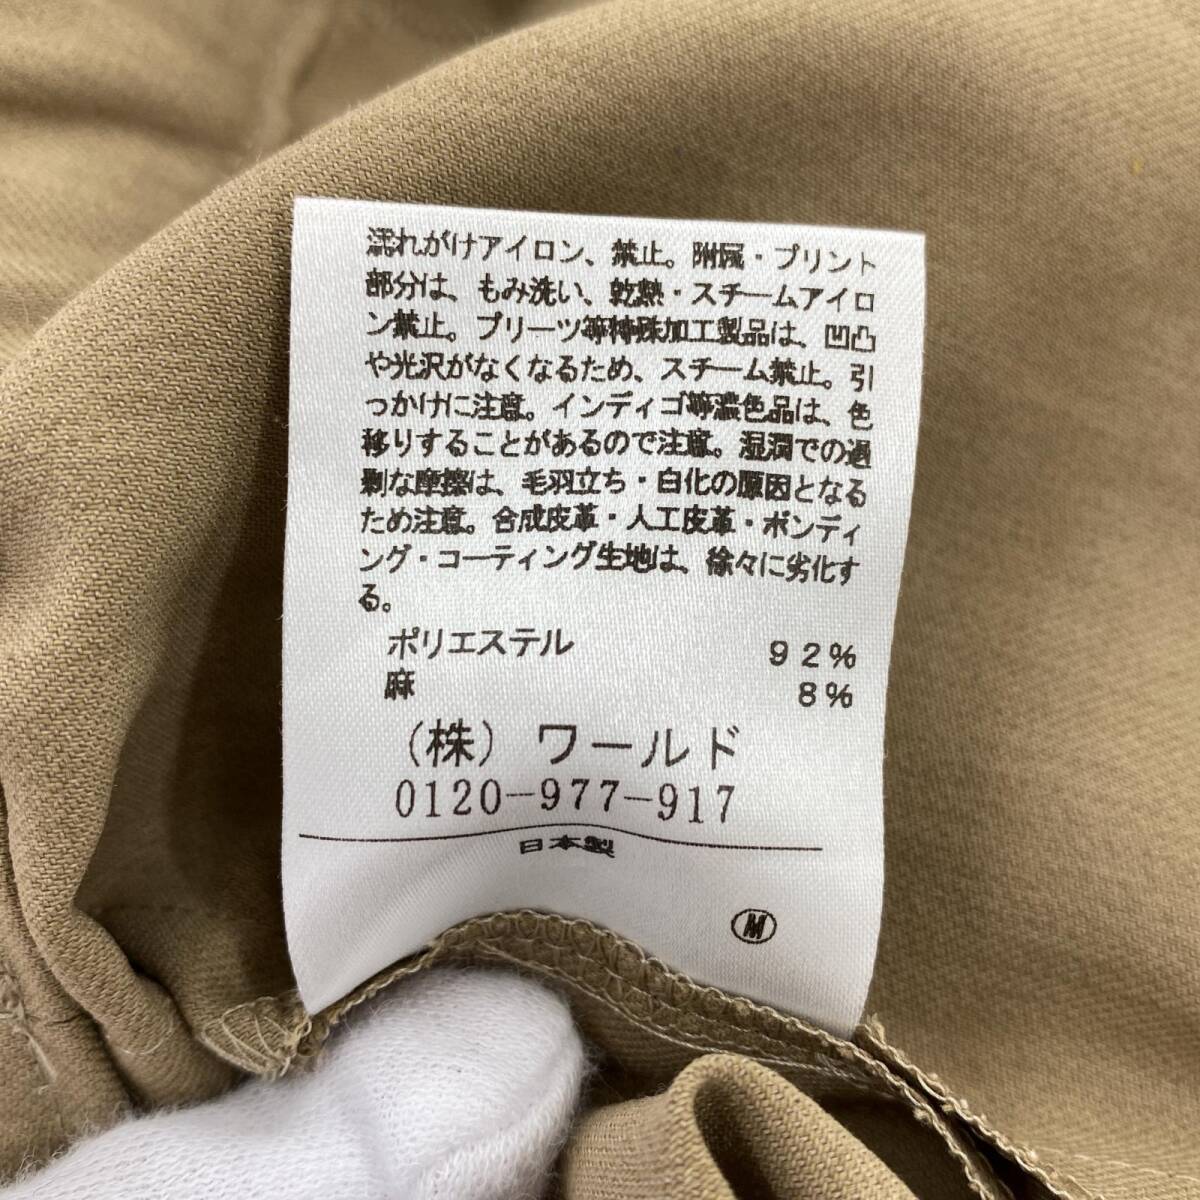 濡れがけアイロン、禁止。附属・プリント
部分は、もみ洗い、乾熱・スチームアイロ
ン禁止。プリーツ等特殊加工製品は、凹凸
や光沢がなくなるため、スチーム禁止。引
っかけに注意。インディゴ等濃色品は、色
移りすることがあるので注意。湿潤での過
剰な摩擦は、毛羽立ち・白化の原因となる
ため注意。合成皮革・人工皮革・ボンディ
ング・コーティング生地は、徐々に劣化す
る。
ポリエステル 92%
麻 8%
（株）ワールド
0120-977-917
日本製
M